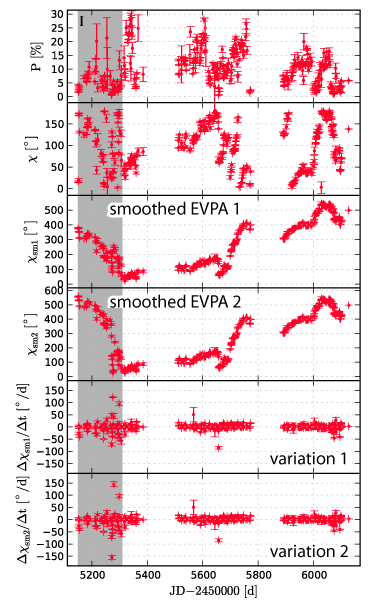 I
P [%]
30
25
20
15
10
5
0
χ [°]
150
100
50
0
smoothed EVPA 1
χsm1 [°]
500
400
300
200
100
0
smoothed EVPA 2
χsm2 [°]
600
500
400
300
200
100
0
Δχsm1/Δt [°/d]
150
100
50
0
−50
−100
−150
variation 1
Δχsm2/Δt [°/d]
150
100
50
0
−50
−100
−150
variation 2
5200 5400 5600 5800 6000
JD−2450000 [d]